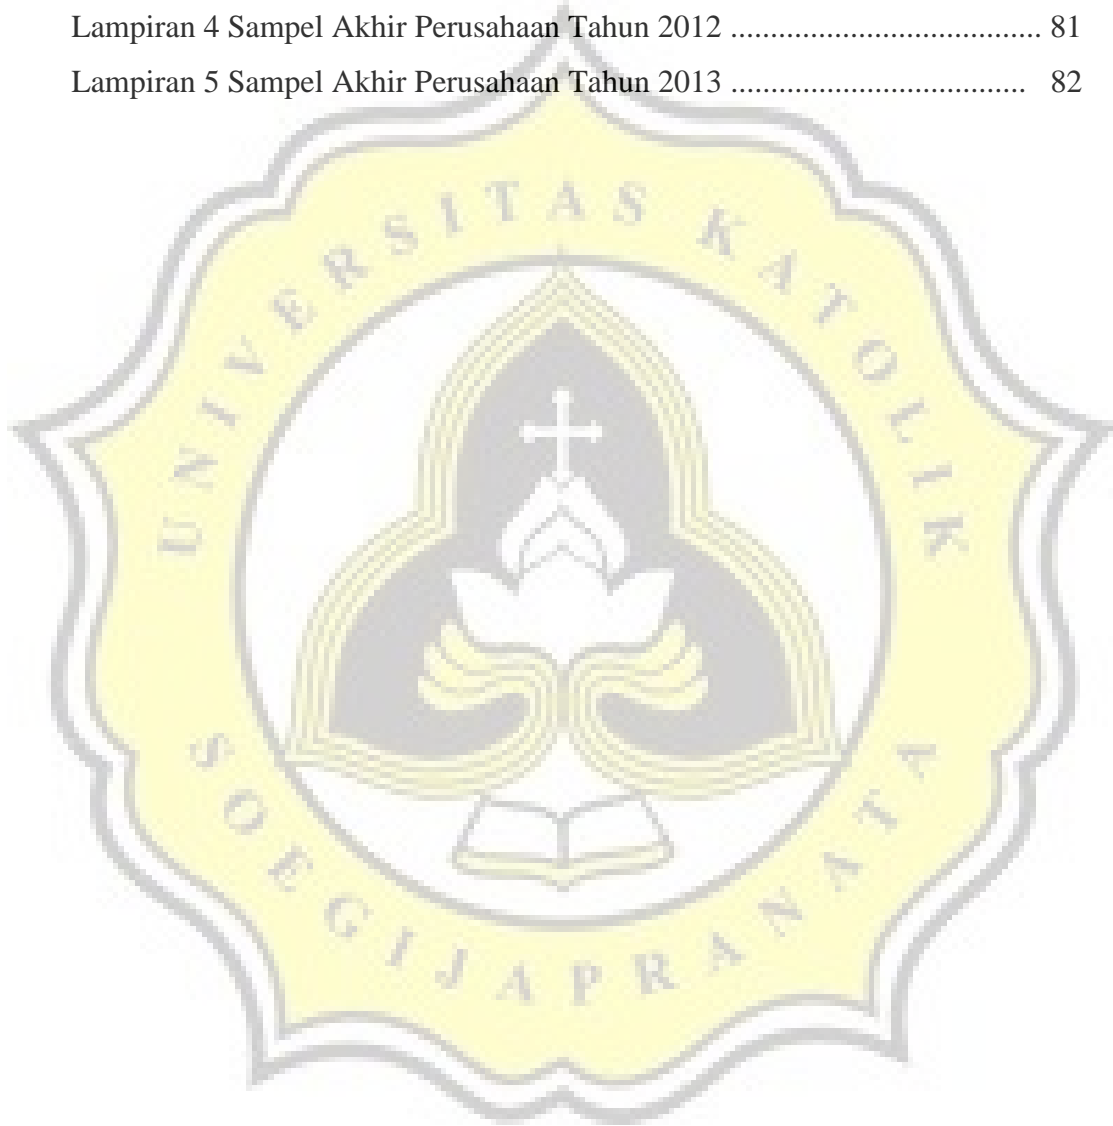 Lampiran 4 Sampel Akhir Perusahaan Tahun 2012 ....................................... 81
Lampiran 5 Sampel Akhir Perusahaan Tahun 2013 ..................................... 82
UNIVERSITAS KATOLIK
SOEGIJAPRANATA